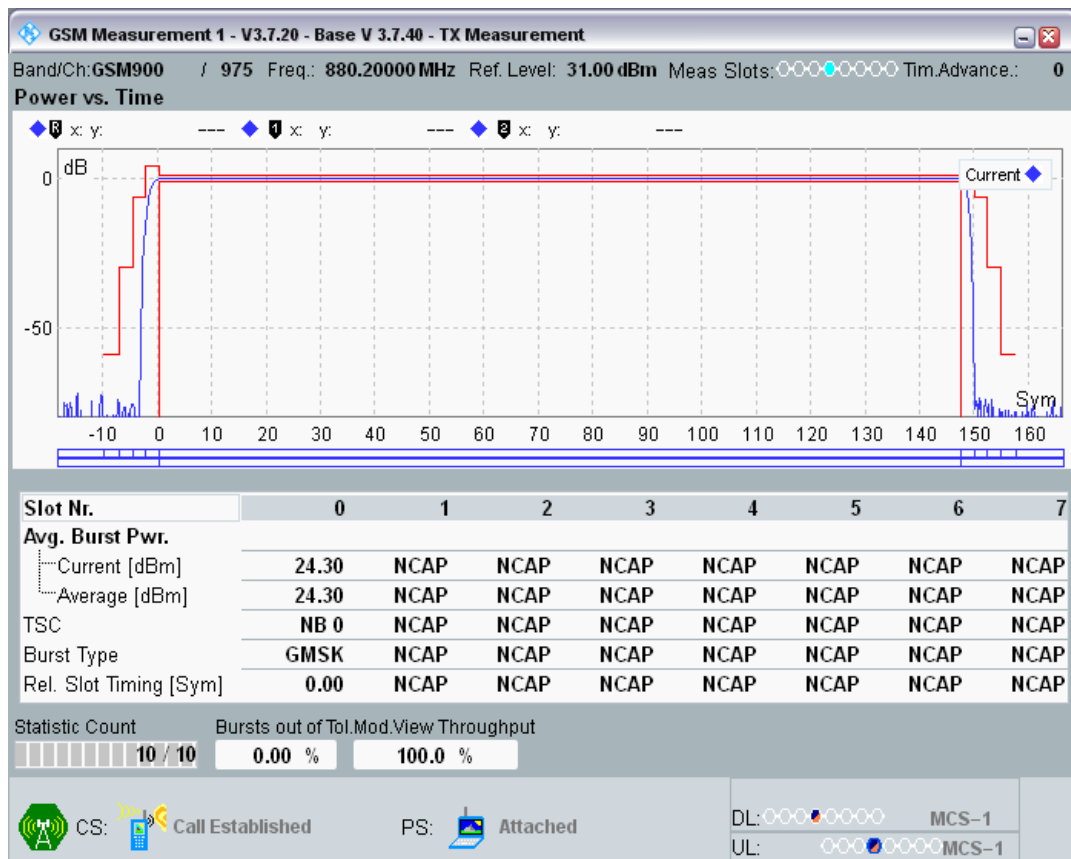 GSM Measurement 1 - V3.7.20 - Base V 3.7.40 - TX Measurement
Band/Ch:GSM900 / 975 Freq.: 880.20000 MHz Ref. Level: 31.00 dBm Meas Slots: Tim.Advance.: 0
Power vs. Time
R x: y: --- 1 x: y: --- 2 x: y: ---
dB
Current
0
-50
Sym
-10 0 10 20 30 40 50 60 70 80 90 100 110 120 130 140 150 160
Slot Nr. 0 1 2 3 4 5 6 7
Avg. Burst Pwr.
Current [dBm] 24.30 NCAP NCAP NCAP NCAP NCAP NCAP NCAP
Average [dBm] 24.30 NCAP NCAP NCAP NCAP NCAP NCAP NCAP
TSC NB 0 NCAP NCAP NCAP NCAP NCAP NCAP NCAP
Burst Type GMSK NCAP NCAP NCAP NCAP NCAP NCAP NCAP
Rel. Slot Timing [Sym] 0.00 NCAP NCAP NCAP NCAP NCAP NCAP NCAP
Statistic Count Bursts out of Tol. Mod.View Throughput
10 / 10 0.00 % 100.0 %
CS: Call Established PS: Attached DL: MCS-1
UL: MCS-1